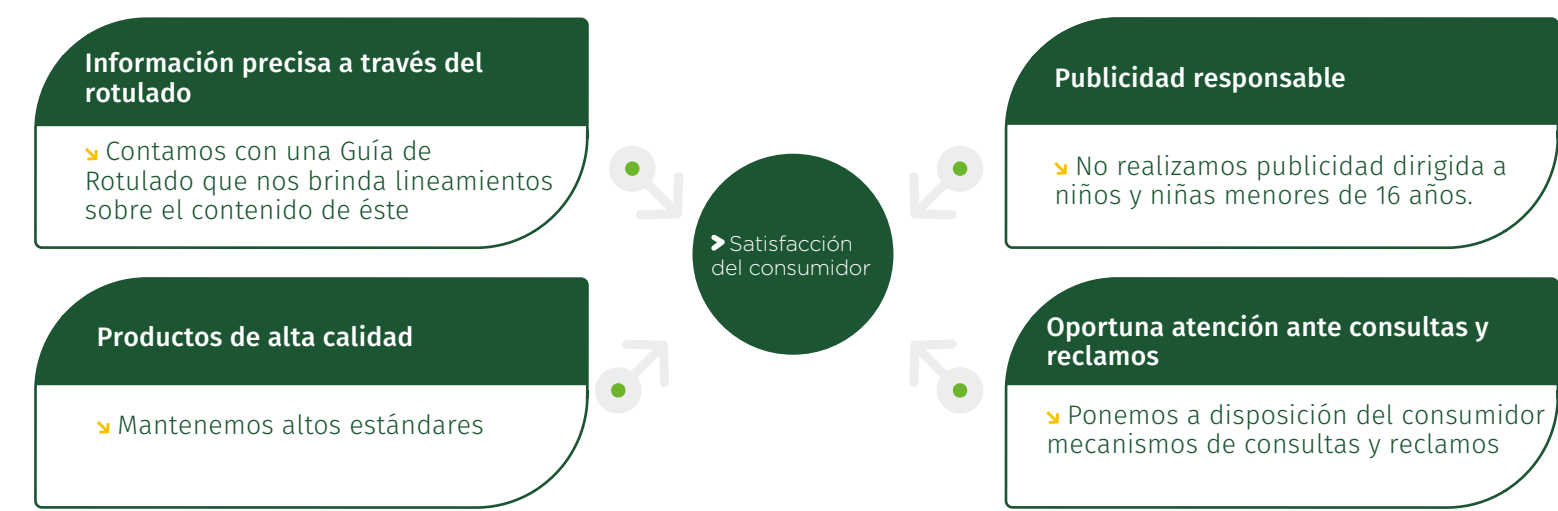 Información precisa a través del
rotulado
Contamos con una Guía de
Rotulado que nos brinda lineamientos
sobre el contenido de éste
Productos de alta calidad
Mantenemos altos estándares
Satisfacción
del consumidor
Publicidad responsable
No realizamos publicidad dirigida a
niños y niñas menores de 16 años.
Oportuna atención ante consultas y
reclamos
Ponemos a disposición del consumidor
mecanismos de consultas y reclamos